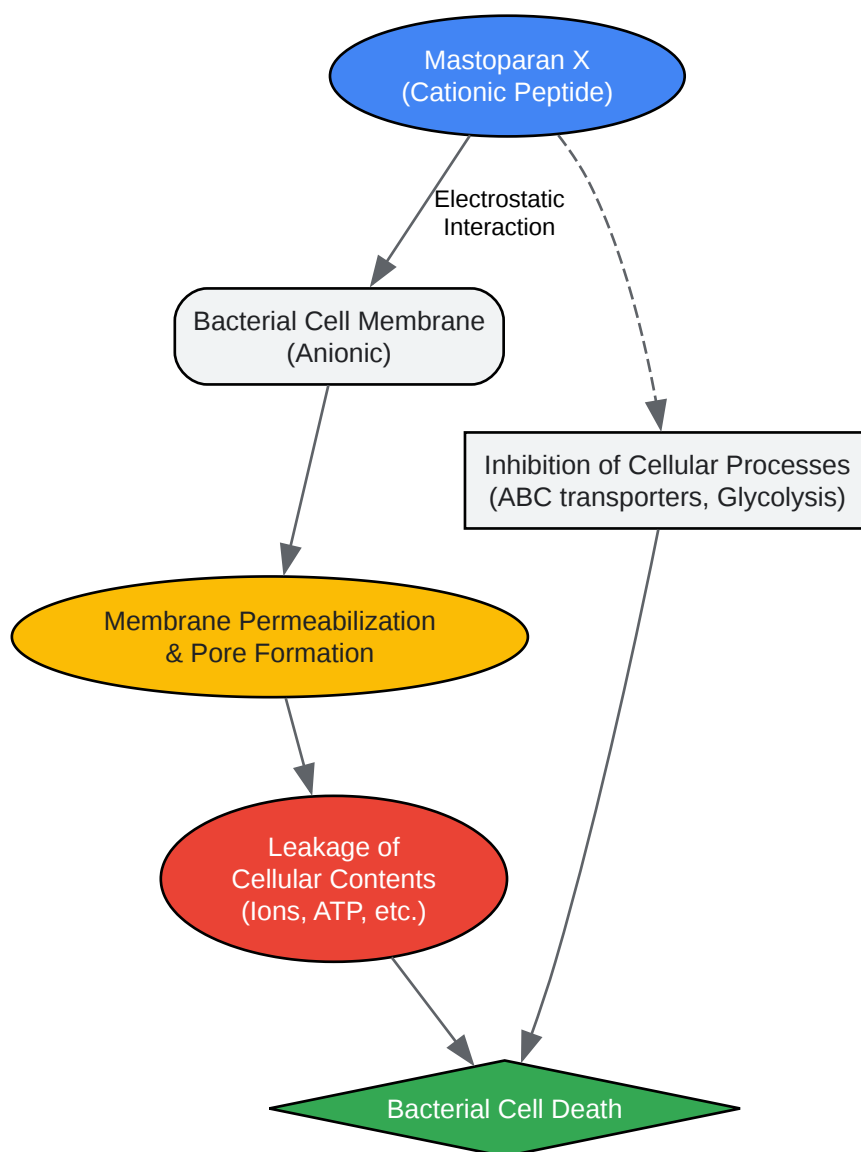 Mastoparan X
(Cationic Peptide)
Electrostatic
Interaction
Bacterial Cell Membrane
(Anionic)
Inhibition of Cellular Processes
(ABC transporters, Glycolysis)
Membrane Permeabilization
& Pore Formation
Leakage of
Cellular Contents
(Ions, ATP, etc.)
Bacterial Cell Death